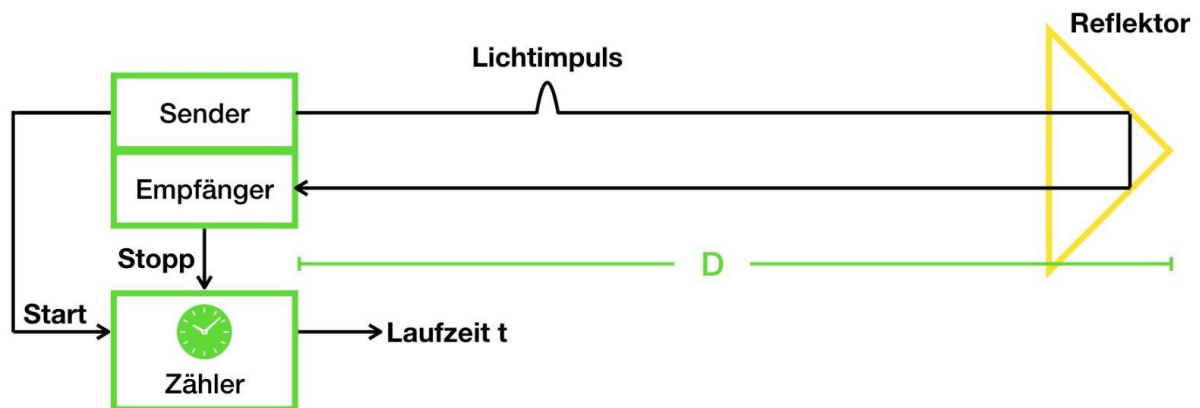 Reflektor
Lichtimpuls
Sender
Empfänger
Stopp
D
Start
Laufzeit t
Zähler